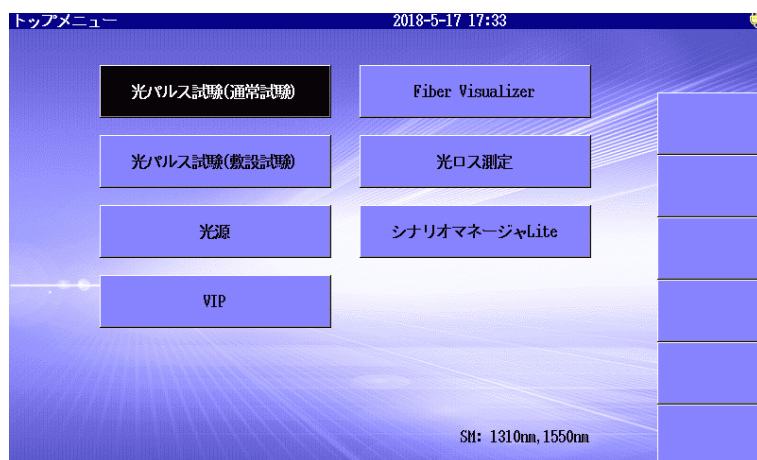 トップメニュー 2018-5-17 17:33
光パルス試験(通常試験) Fiber Visualizer
光パルス試験(敷設試験) 光ロス測定
光源 シナリオマネージャLite
VIP
SM: 1310nm,1550nm